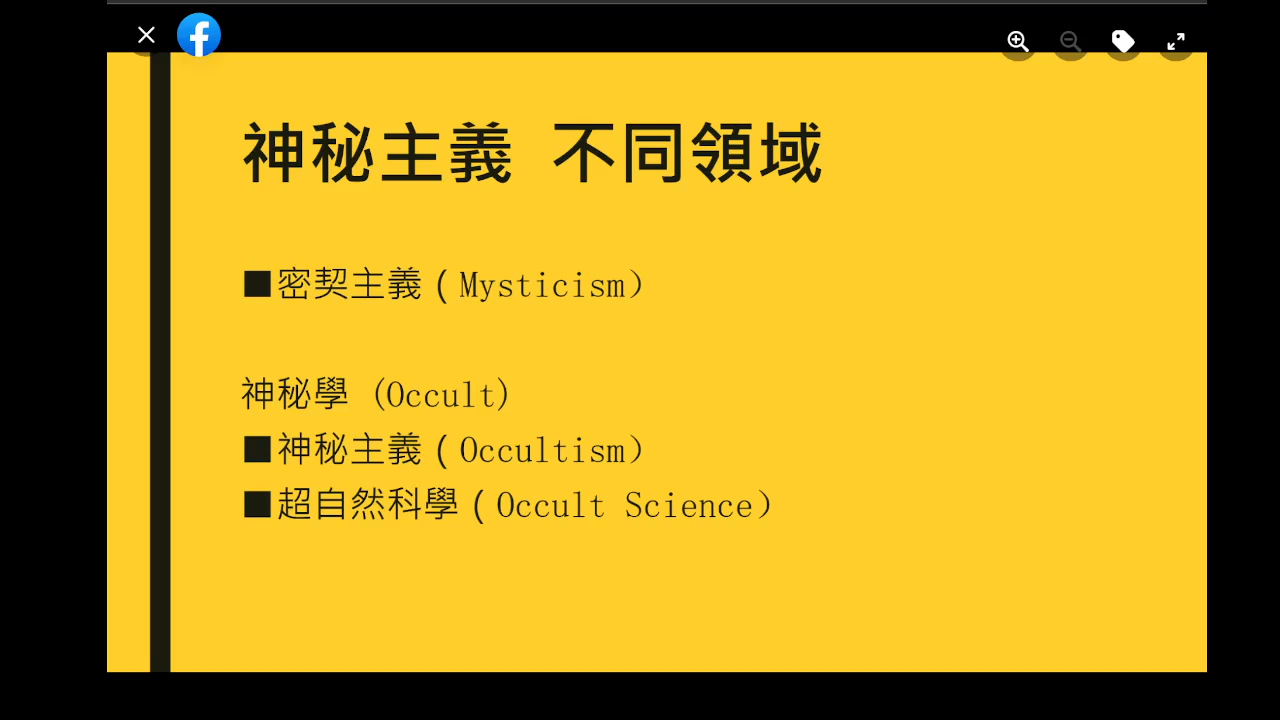 神秘主義 不同領域
■密契主義(Mysticism)
神秘學 (Occult)
■神秘主義(Occultism)
■超自然科學(Occult Science)